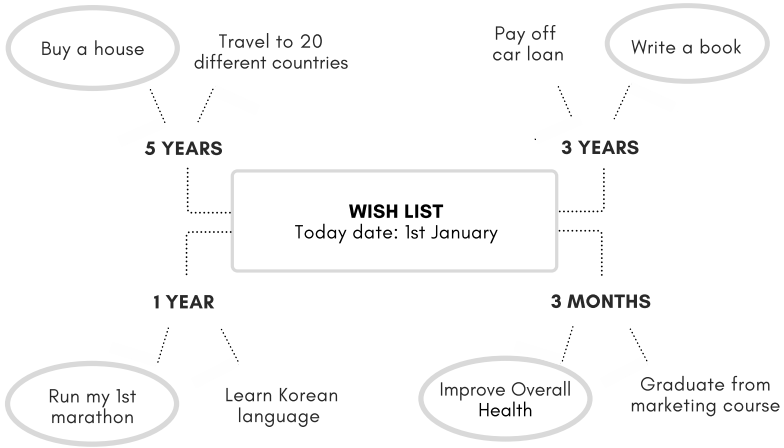 Buy a house
Travel to 20
different countries
5 YEARS
Pay off
car loan
Write a book
3 YEARS
WISH LIST
Today date: 1st January
1 YEAR
Run my 1st
marathon
Learn Korean
language
3 MONTHS
Improve Overall
Health
Graduate from
marketing course